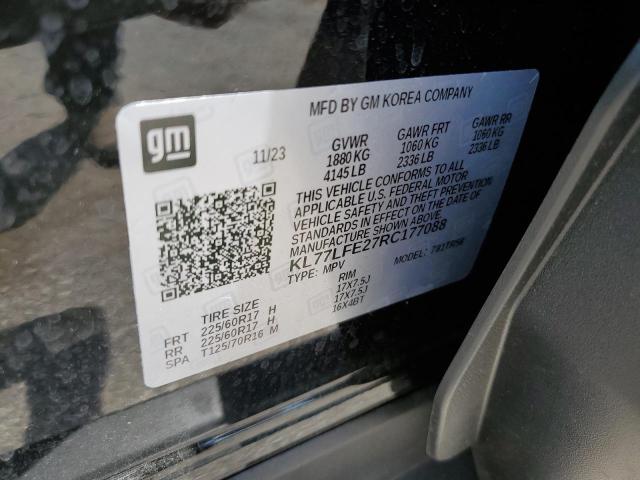 MFD BY GM KOREA COMPANY
gm
11/23
GVWR
1880 KG
4145 LB
GAWR FRT
1060 KG
2336 LB
GAWR RR
1060 KG
2336 LB
THIS VEHICLE CONFORMS TO ALL
APPLICABLE U.S. FEDERAL MOTOR
VEHICLE SAFETY AND THEFT PREVENTION
STANDARDS IN EFFECT ON THE DATE OF
MANUFACTURE SHOWN ABOVE.
KL77LFE27RC177088
TYPE: MPV
MODEL: T91TR56
TIRE SIZE
RIM
FRT 225/60R17 H 17X7.5J
RR 225/60R17 H 17X7.5J
SPA T125/70R16 M 16X4BT